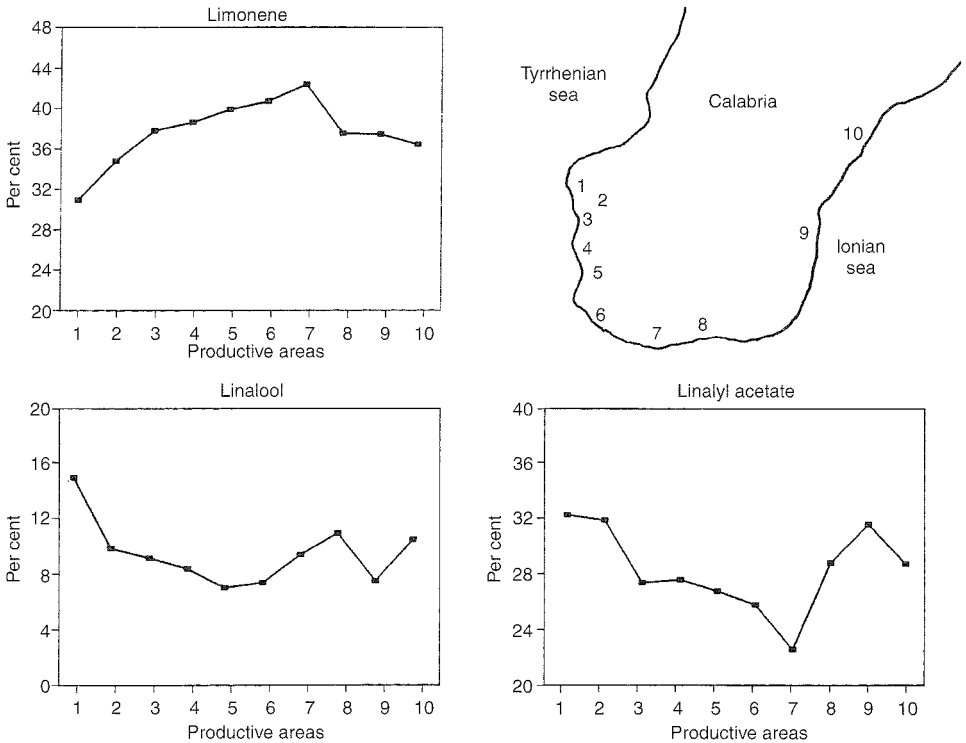 Limonene
48
44
40
36
32
28
24
20
Per cent
1 2 3 4 5 6 7 8 9 10
Productive areas
Tyrrhenian
sea
Calabria
10
1
2
3
9
4
Ionian
sea
5
6
7
8
Linalool
20
16
12
8
4
0
Per cent
1 2 3 4 5 6 7 8 9 10
Productive areas
Linalyl acetate
40
36
32
28
24
20
Per cent
1 2 3 4 5 6 7 8 9 10
Productive areas